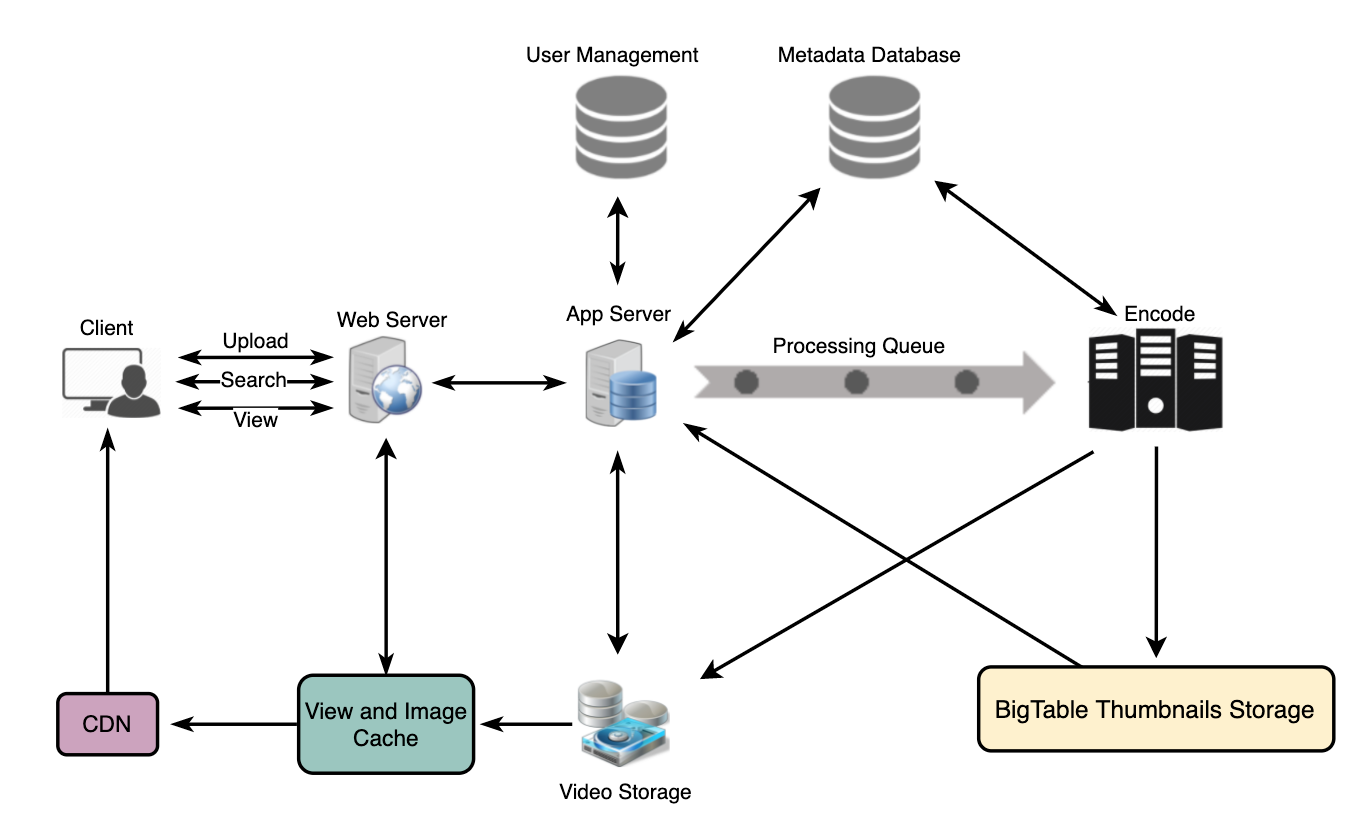 User Management
Metadata Database
Client
Web Server
App Server
Encode
Upload
Search
View
Processing Queue
CDN
View and Image
Cache
BigTable Thumbnails Storage
Video Storage